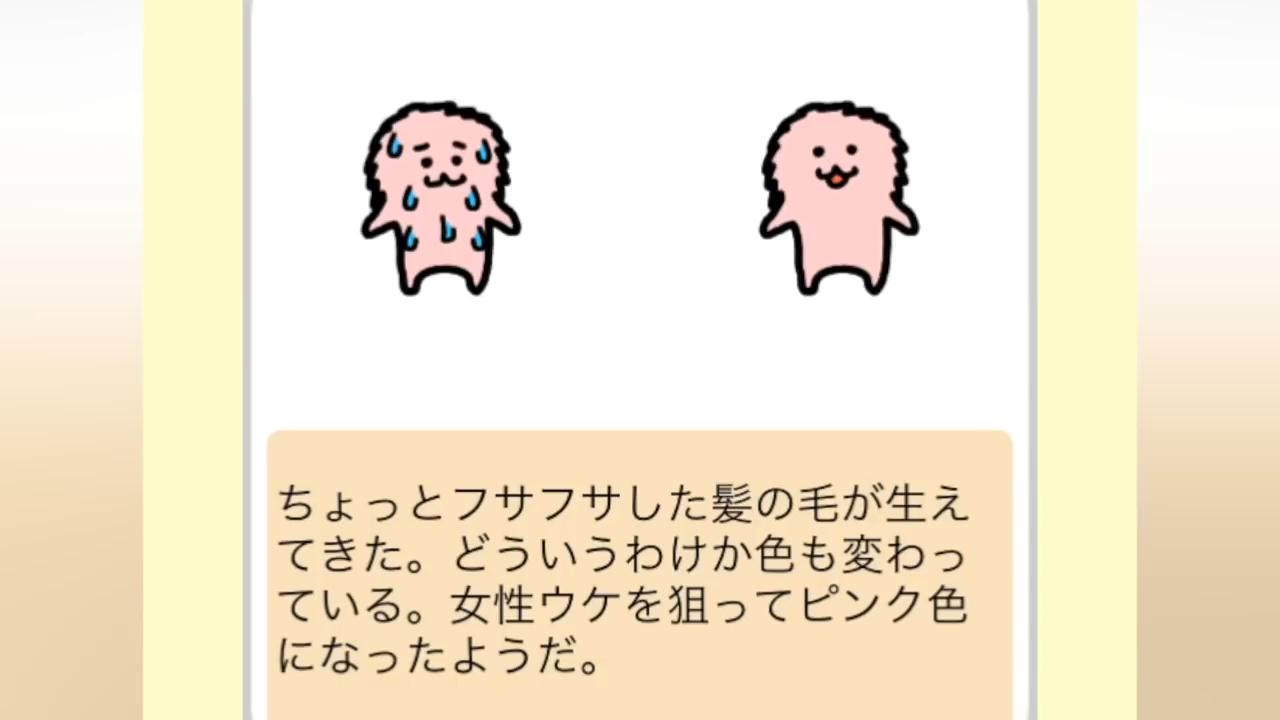 ちょっとフサフサした髪の毛が生え
てきた。どういうわけか色も変わっ
ている。女性ウケを狙ってピンク色
になったようだ。